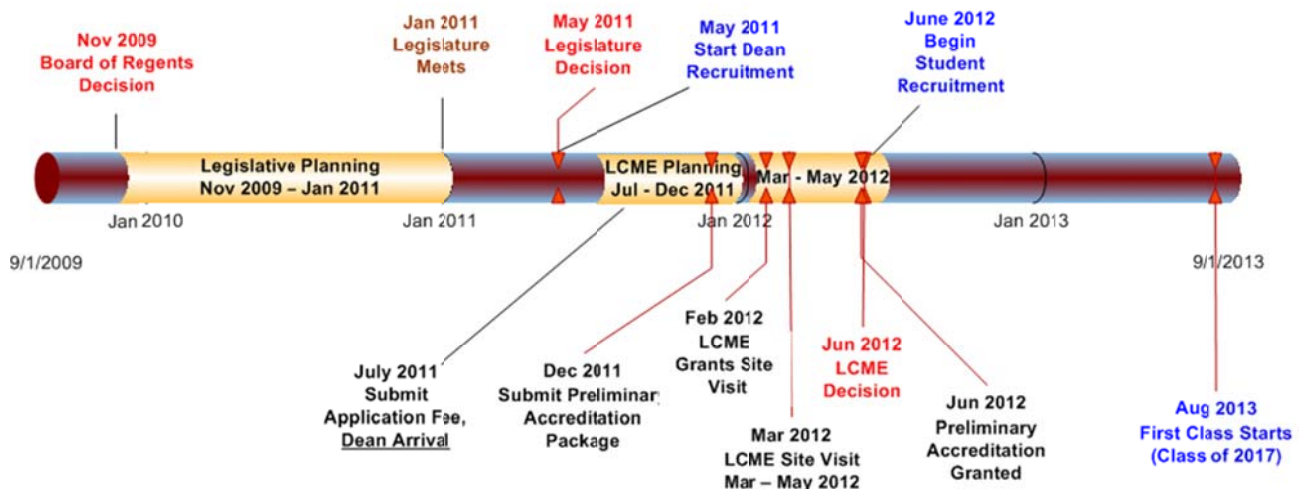 Nov 2009
Board of Regents
Decision
Jan 2011
Legislature
Meets
May 2011
Legislature
Decision
May 2011
Start Dean
Recruitment
June 2012
Begin
Student
Recruitment
Legislative Planning
Nov 2009 – Jan 2011
LCME Planning
Jul - Dec 2011
Mar - May 2012
Jan 2010
Jan 2011
Jan 2012
Jan 2013
9/1/2009
9/1/2013
July 2011
Submit
Application Fee,
Dean Arrival
Dec 2011
Submit Preliminary
Accreditation
Package
Feb 2012
LCME
Grants Site
Visit
Mar 2012
LCME Site Visit
Mar – May 2012
Jun 2012
LCME
Decision
Jun 2012
Preliminary
Accreditation
Granted
Aug 2013
First Class Starts
(Class of 2017)